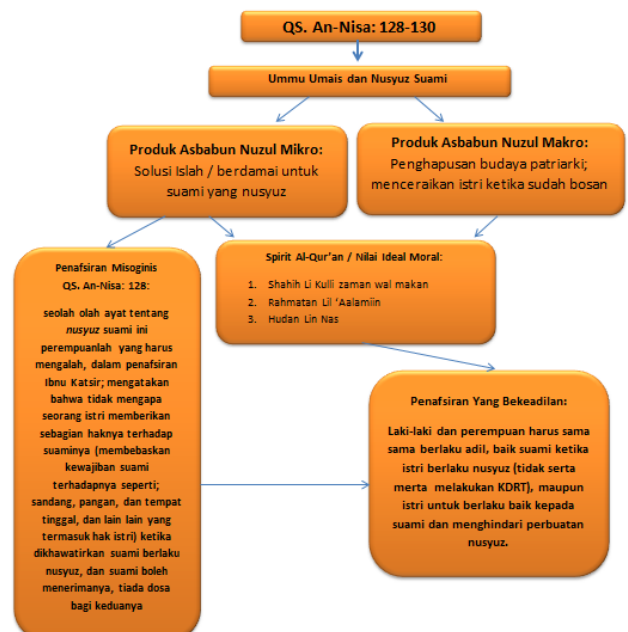 QS. An-Nisa: 128-130
Ummu Umais dan Nusyuz Suami
Produk Asbabun Nuzul Mikro:
Solusi Islah / berdamai untuk
suami yang nusyuz
Produk Asbabun Nuzul Makro:
Penghapusan budaya patriarki;
menceraikan istri ketika sudah bosan
Penafsiran Misoginis
QS. An-Nisa: 128:
seolah olah ayat tentang
nusyuz suami ini
perempuanlah yang harus
mengalah, dalam penafsiran
Ibnu Katsir; mengatakan
bahwa tidak mengapa
seorang istri memberikan
sebagian haknya terhadap
suaminya (membebaskan
kewajiban suami
terhadapnya seperti;
sandang, pangan, dan tempat
tinggal, dan lain lain yang
termasuk hak istri) ketika
dikhawatirkan suami berlaku
nusyuz, dan suami boleh
menerimanya, tiada dosa
bagi keduanya
Spirit Al-Qur'an / Nilai Ideal Moral:
1. Shahih Li Kulli zaman wal makan
2. Rahmatan Lil 'Aalamiin
3. Hudan Lin Nas
Penafsiran Yang Bekeadilan:
Laki-laki dan perempuan harus sama
sama berlaku adil, baik suami ketika
istri berlaku nusyuz (tidak serta
merta melakukan KDRT), maupun
istri untuk berlaku baik kepada
suami dan menghindari perbuatan
nusyuz.